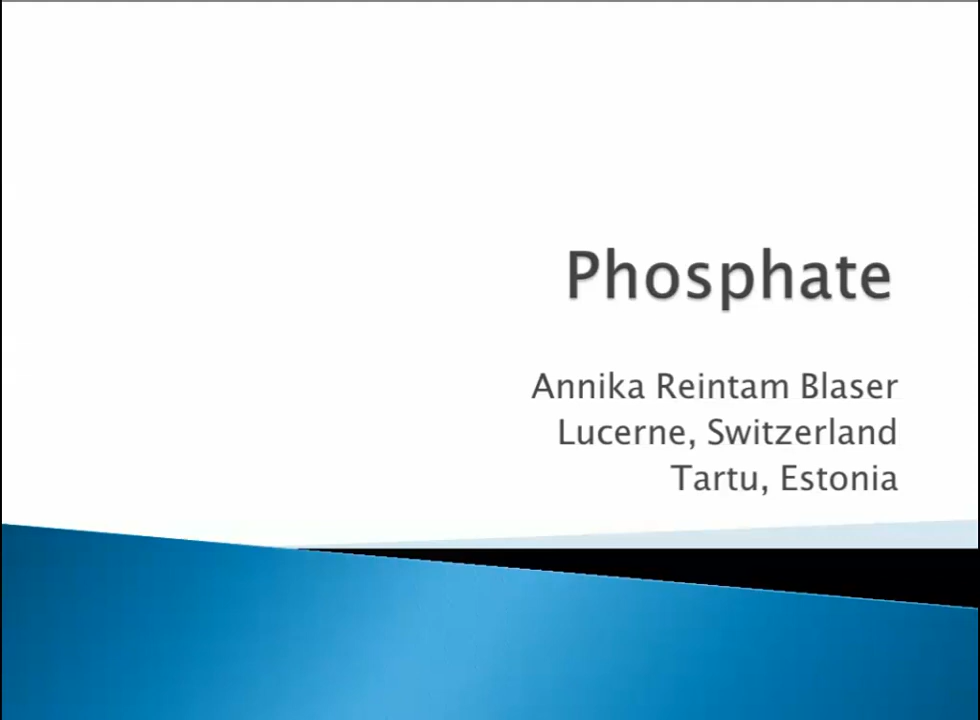 Phosphate
Annika Reintam Blaser
Lucerne, Switzerland
Tartu, Estonia